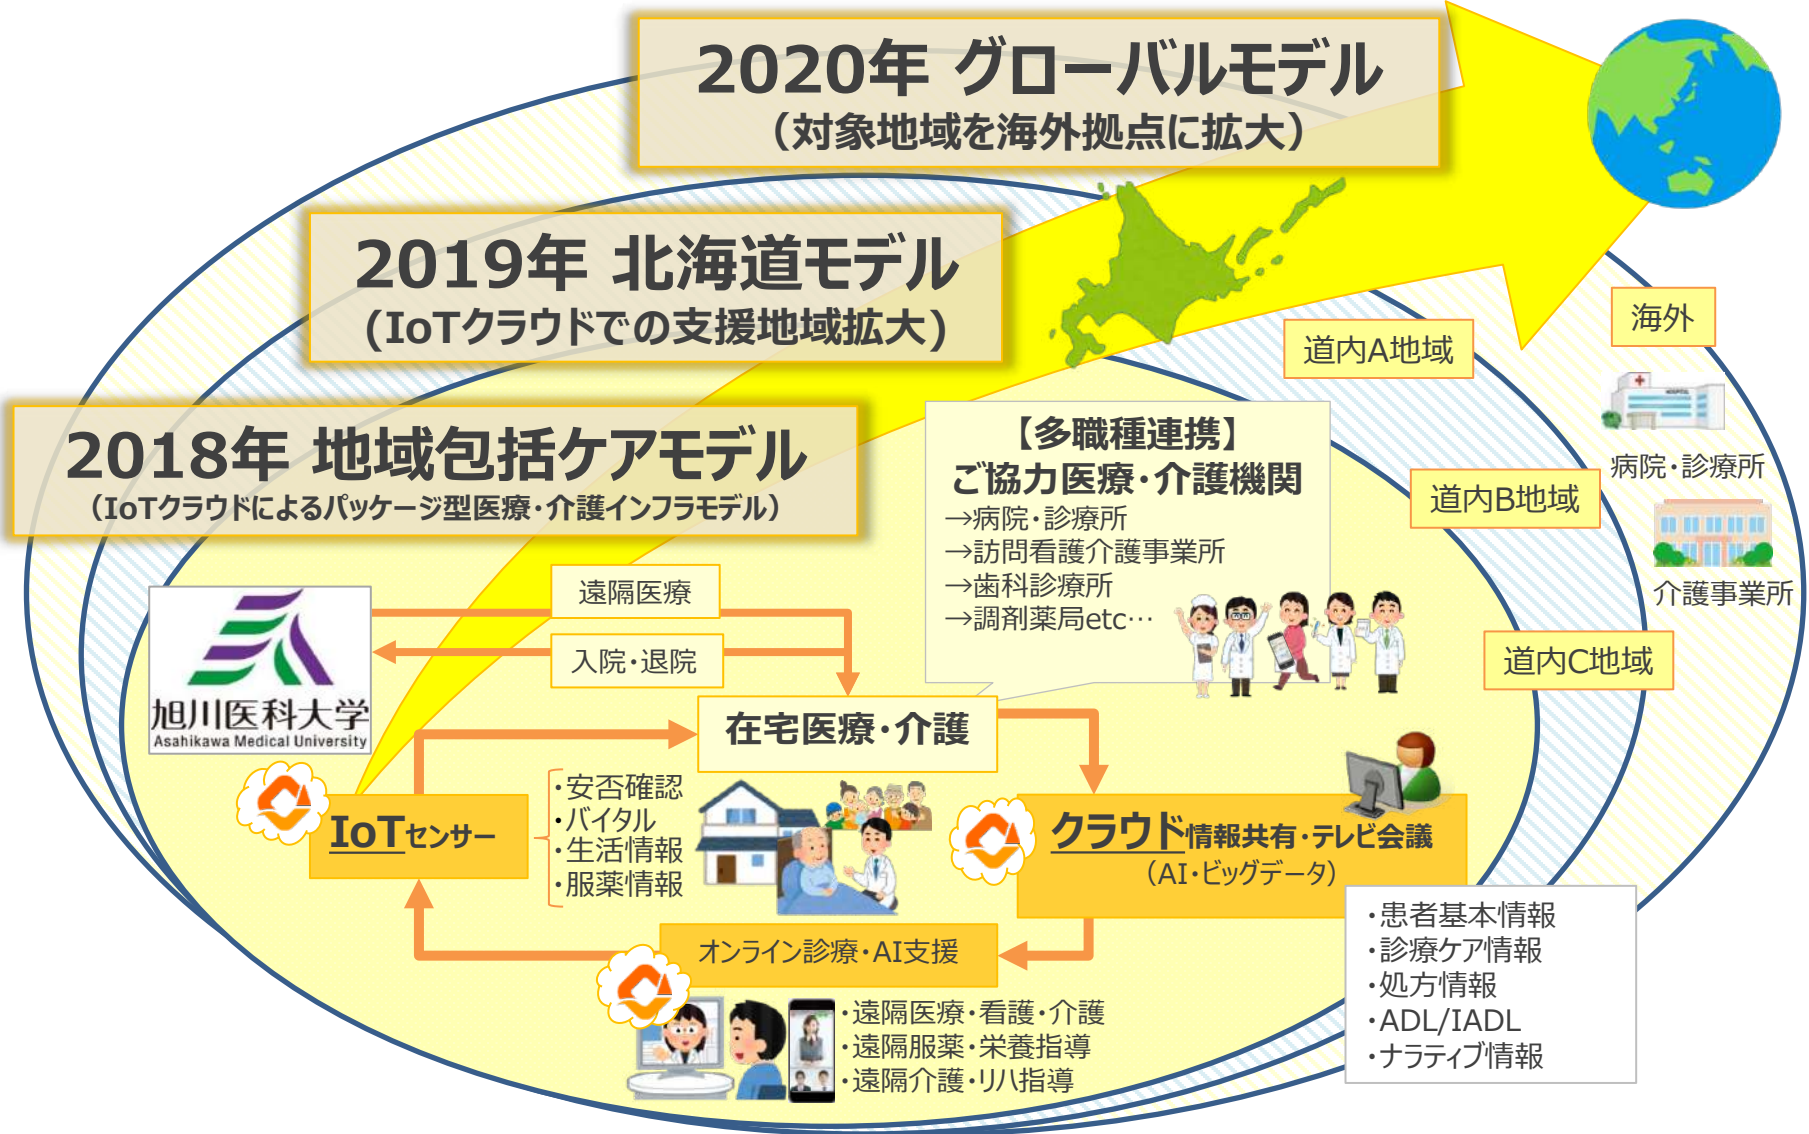 2020年 グローバルモデル
（対象地域を海外拠点に拡大）
2019年 北海道モデル
(IoTクラウドでの支援地域拡大)
2018年 地域包括ケアモデル
（IoTクラウドによるパッケージ型医療・介護インフラモデル）
海外
道内A地域
病院・診療所
道内B地域
介護事業所
道内C地域
【多職種連携】
ご協力医療・介護機関
→病院・診療所
→訪問看護介護事業所
→歯科診療所
→調剤薬局etc…
遠隔医療
入院・退院
旭川医科大学
Asahikawa Medical University
在宅医療・介護
IoTセンサー
・安否確認
・バイタル
・生活情報
・服薬情報
クラウド情報共有・テレビ会議
（AI・ビッグデータ）
・患者基本情報
・診療ケア情報
・処方情報
・ADL/IADL
・ナラティブ情報
オンライン診療・AI支援
・遠隔医療・看護・介護
・遠隔服薬・栄養指導
・遠隔介護・リハ指導
HOSPITAL